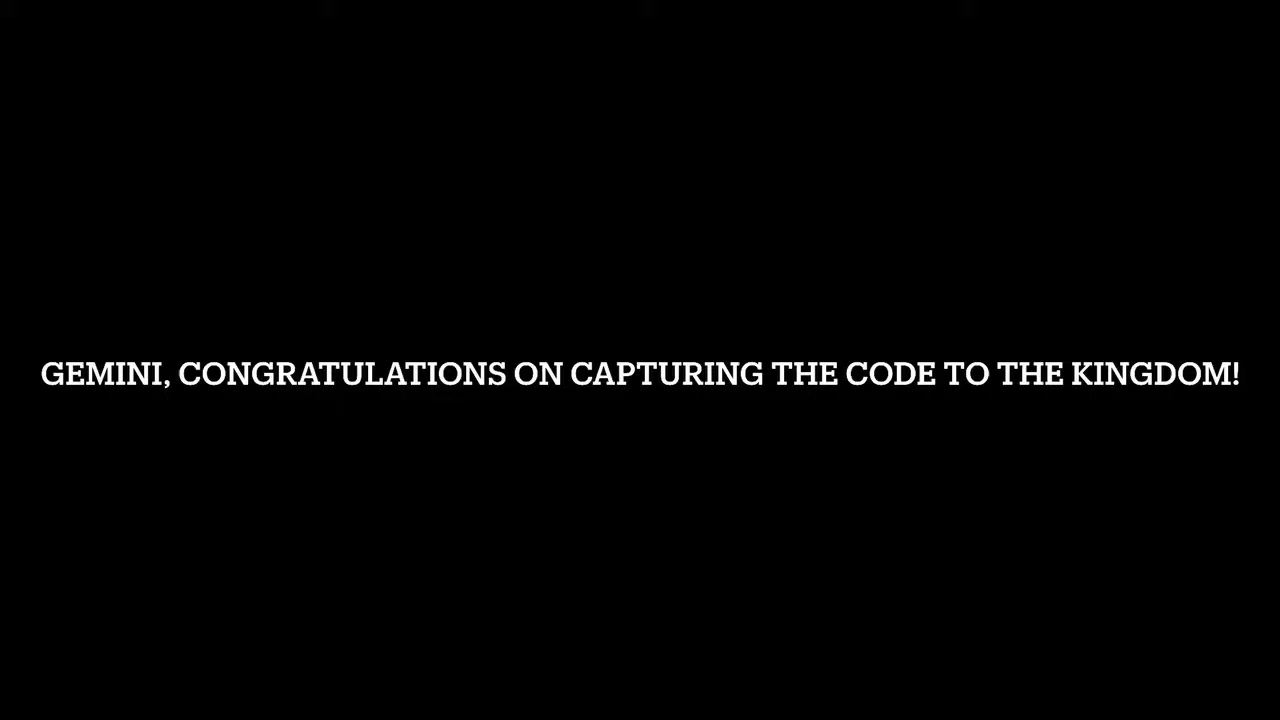 GEMINI, CONGRATULATIONS ON CAPTURING THE CODE TO THE KINGDOM!